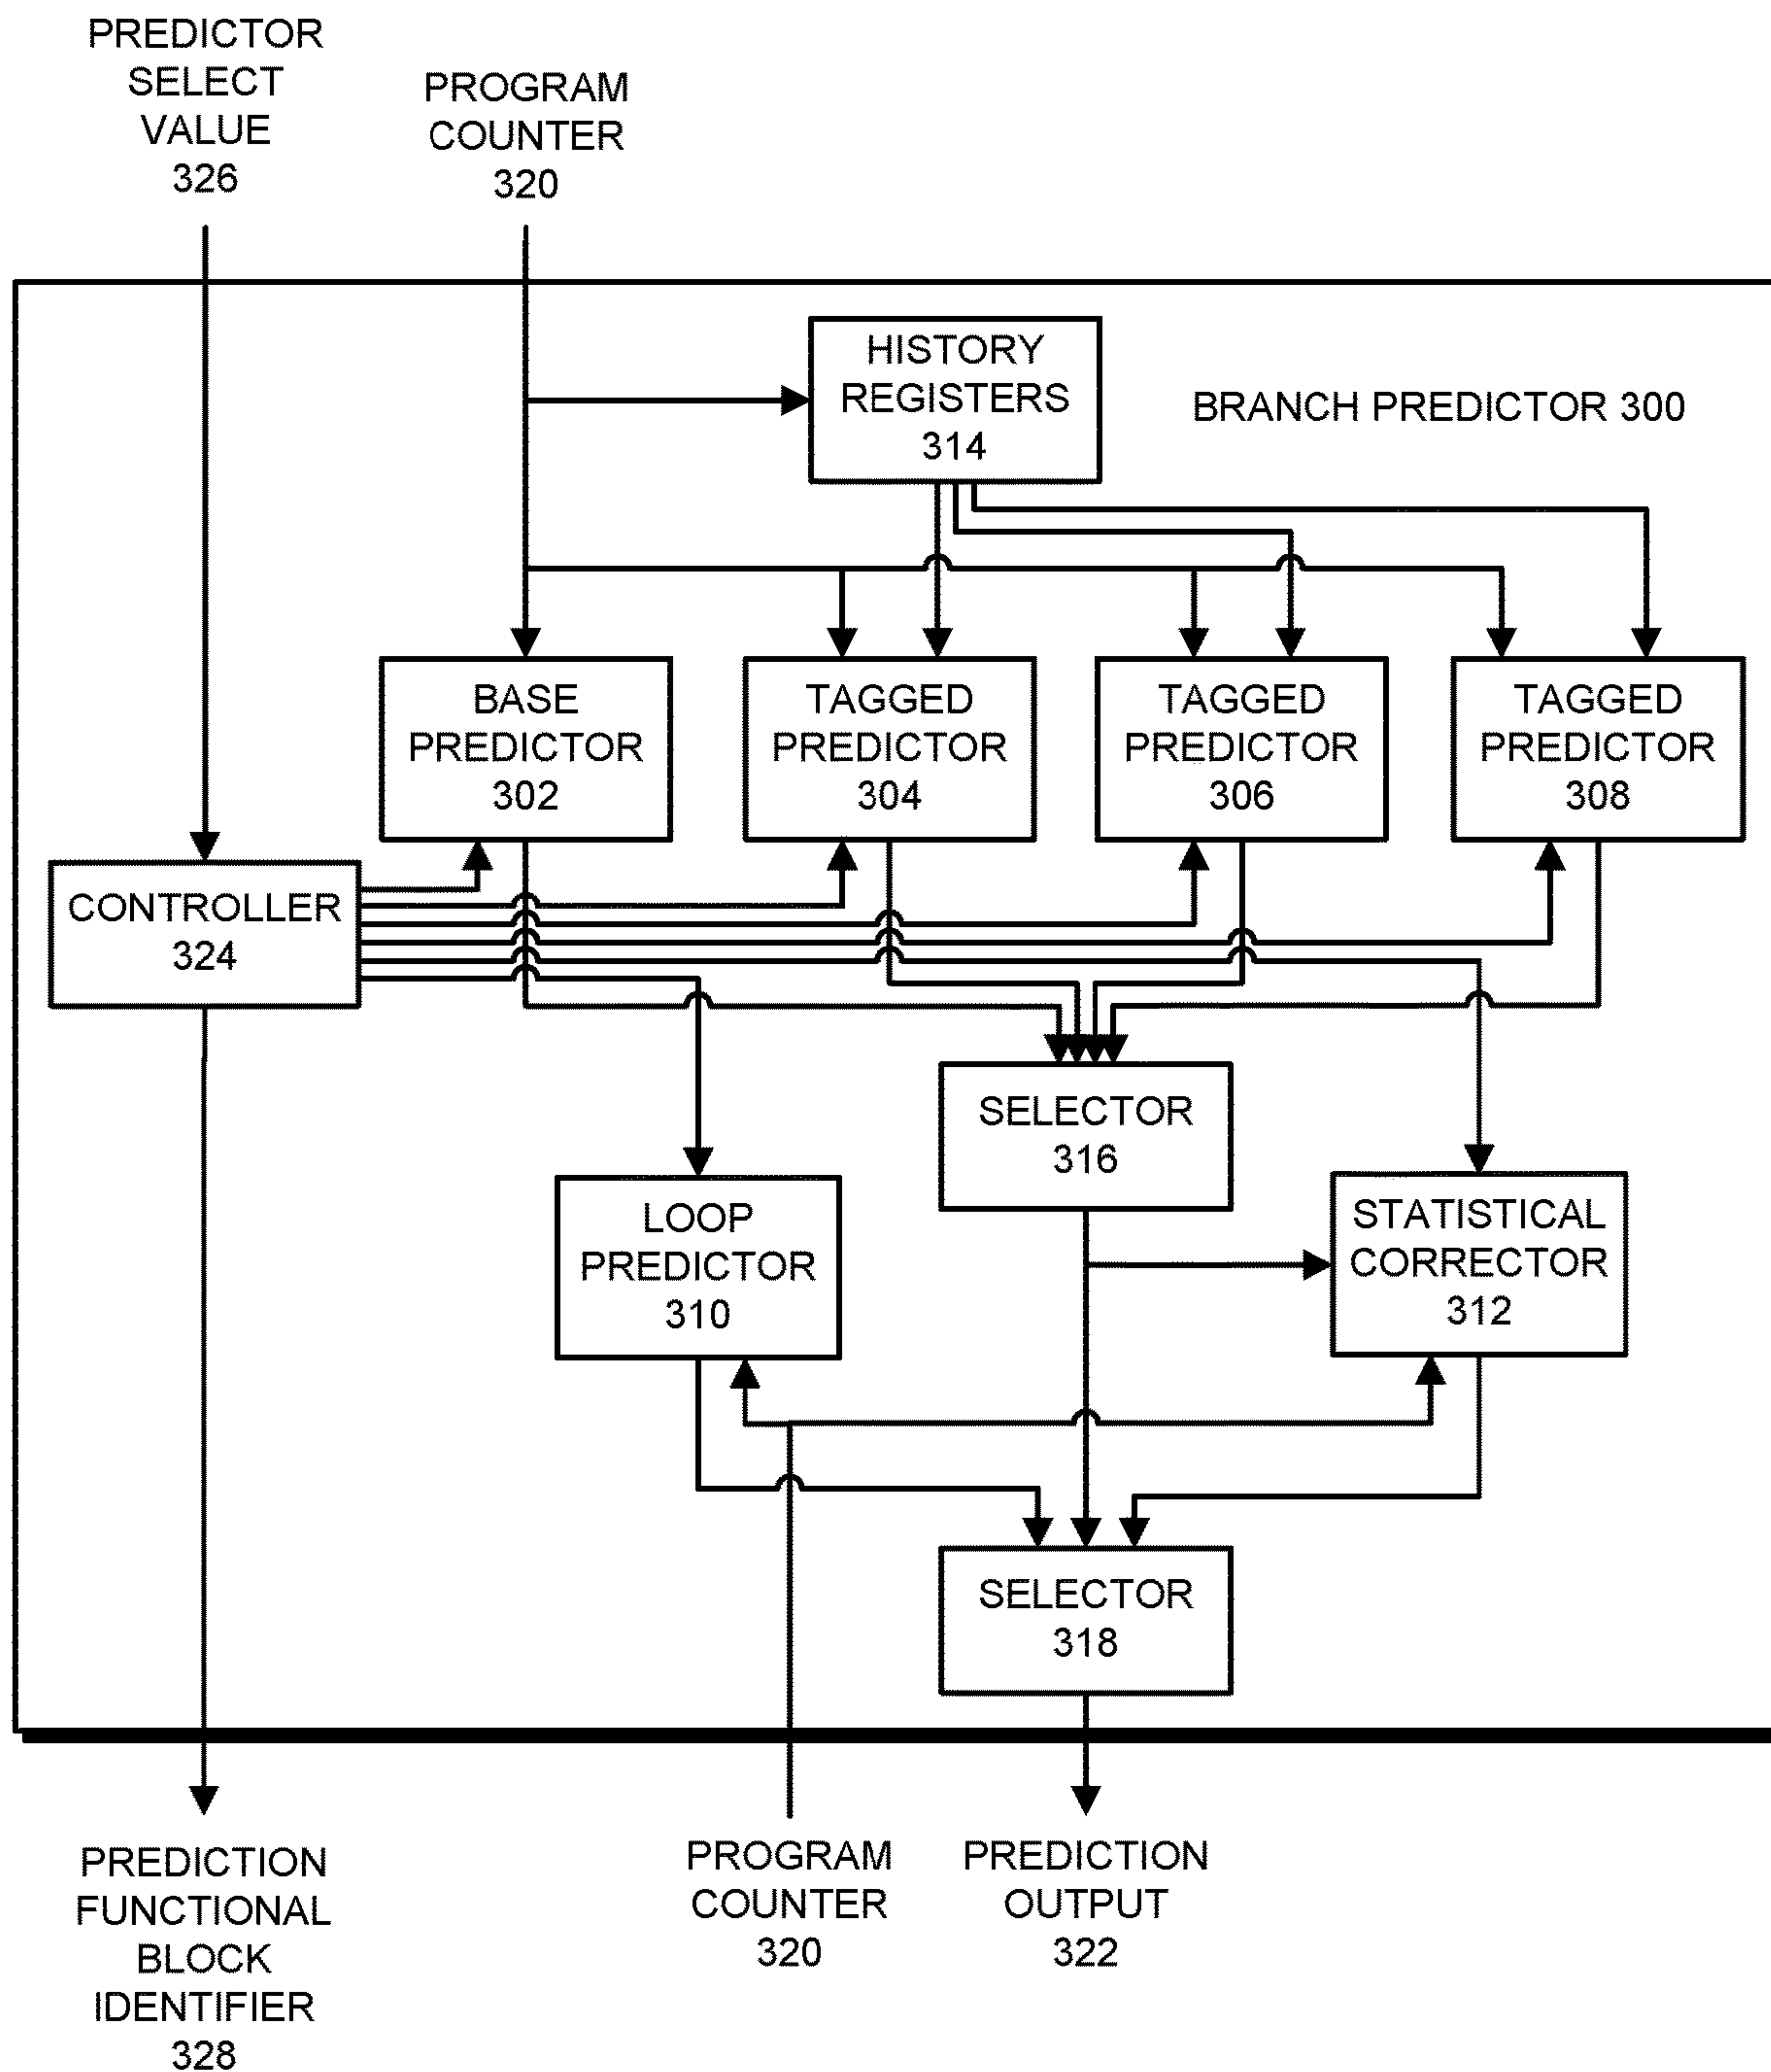 PREDICTOR
SELECT
VALUE
326
PROGRAM
COUNTER
320
HISTORY
REGISTERS
314
BRANCH PREDICTOR 300
BASE
PREDICTOR
302
TAGGED
PREDICTOR
304
TAGGED
PREDICTOR
306
TAGGED
PREDICTOR
308
CONTROLLER
324
SELECTOR
316
LOOP
PREDICTOR
310
STATISTICAL
CORRECTOR
312
SELECTOR
318
PREDICTION
FUNCTIONAL
BLOCK
IDENTIFIER
328
PROGRAM
COUNTER
320
PREDICTION
OUTPUT
322